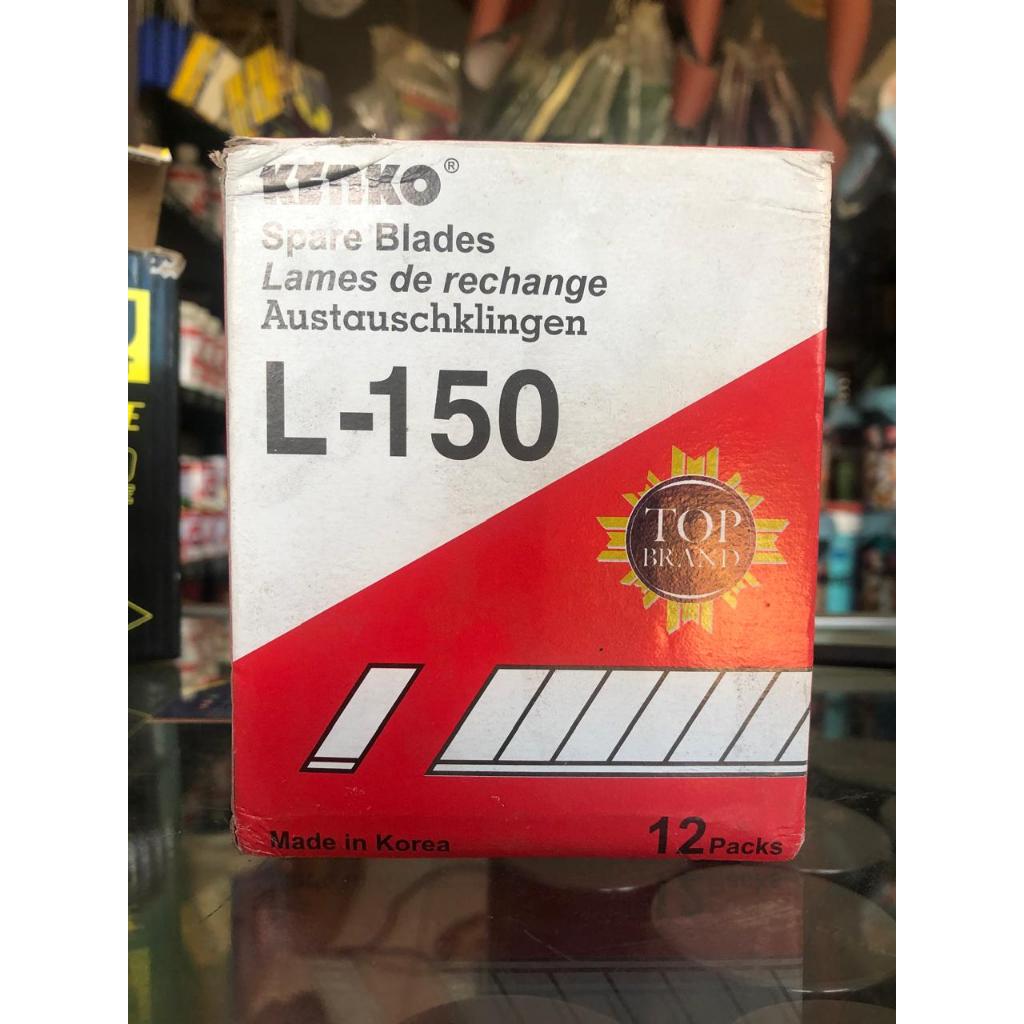 KENKO®
Spare Blades
Lames de rechange
Austauschklingen
L-150
TOP
BRAND
Made in Korea
12 Packs